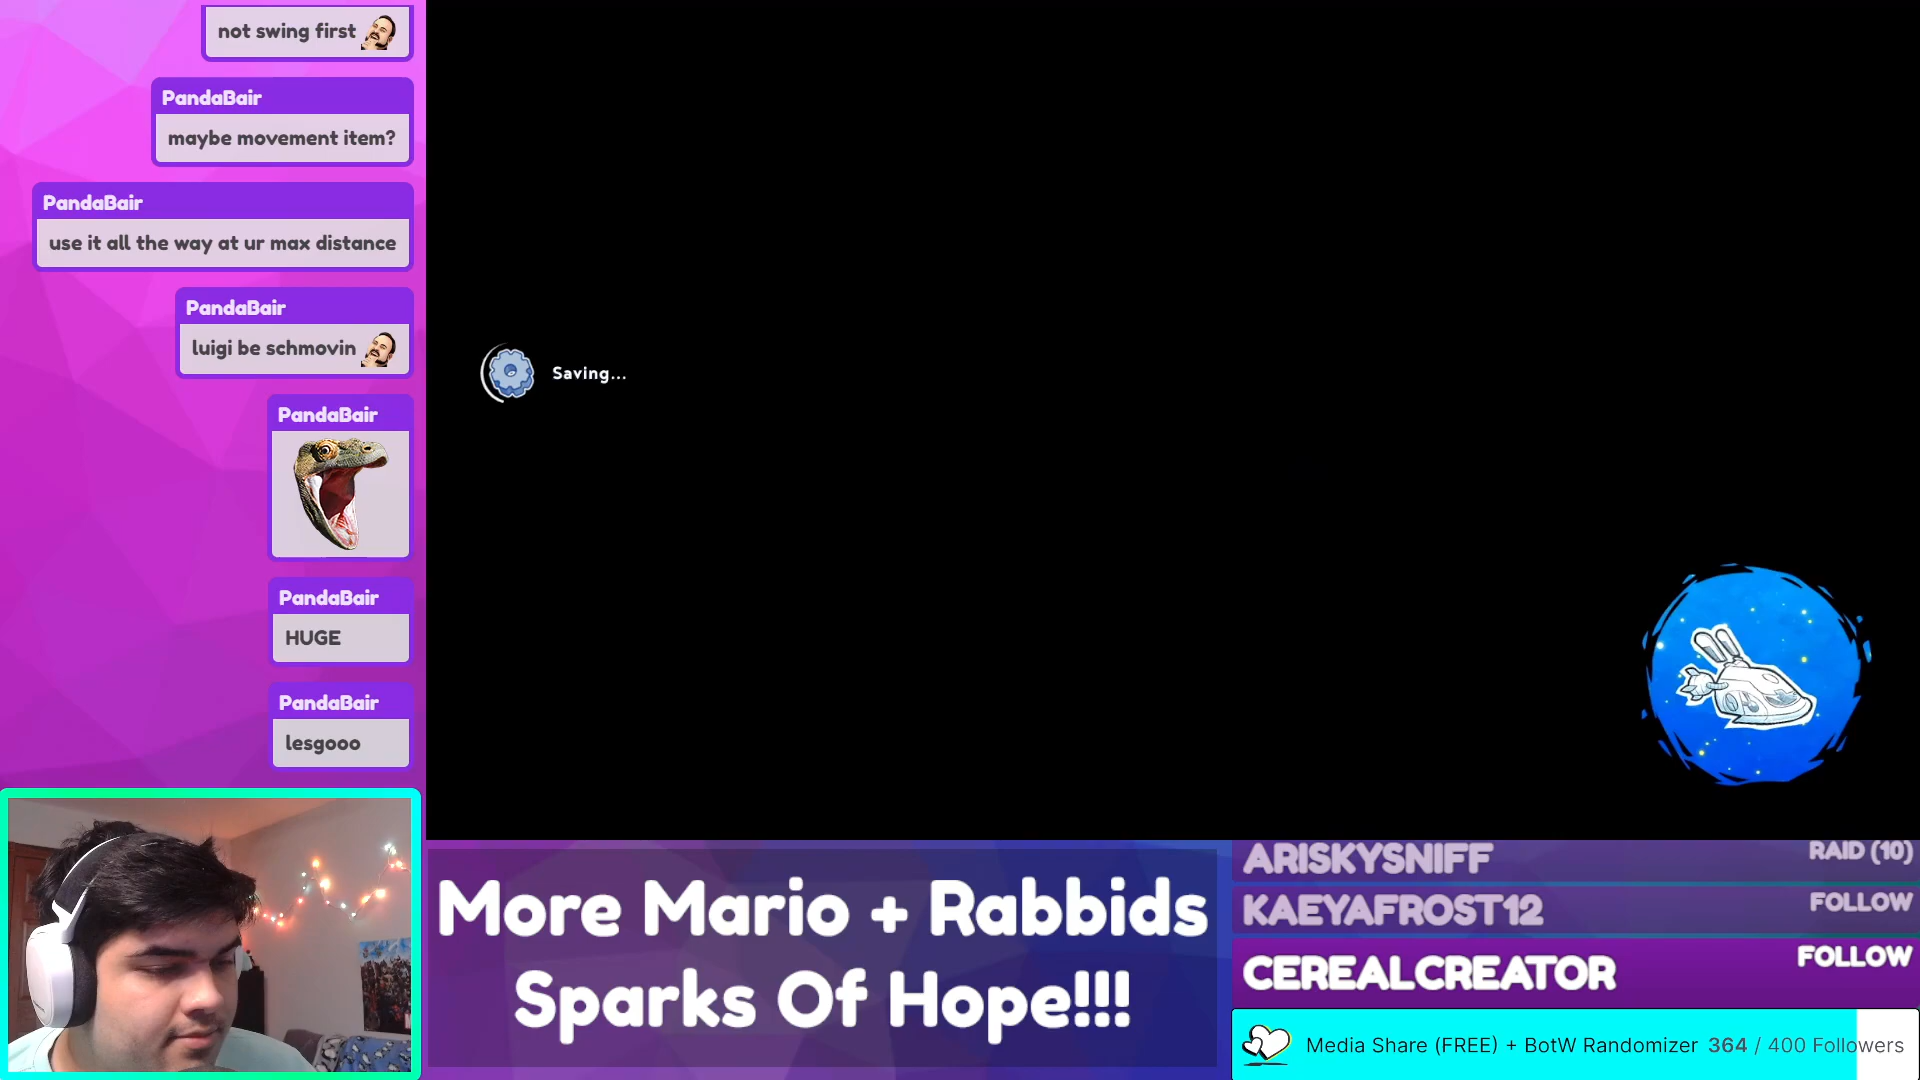 not swing first
PandaBair
maybe movement item?
PandaBair
use it all the way at ur max distance
PandaBair
luigi be schmovin
PandaBair
PandaBair
HUGE
PandaBair
lesgooo
Saving...
More Mario + Rabbids
Sparks Of Hope!!!
ARISKYSNIFF RAID (10)
KAEYAFROST12 FOLLOW
CEREALCREATOR FOLLOW
Media Share (FREE) + BotW Randomizer 364 / 400 Followers